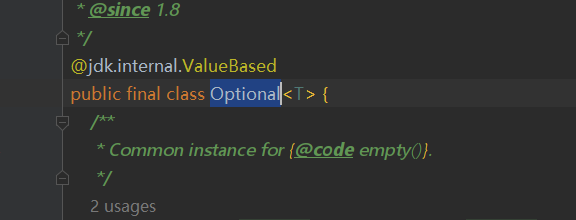 * @since 1.8
*/
@jdk.internal.ValueBased
public final class Optional<T> {
/**
* Common instance for {@code empty()}.
*/
2 usages